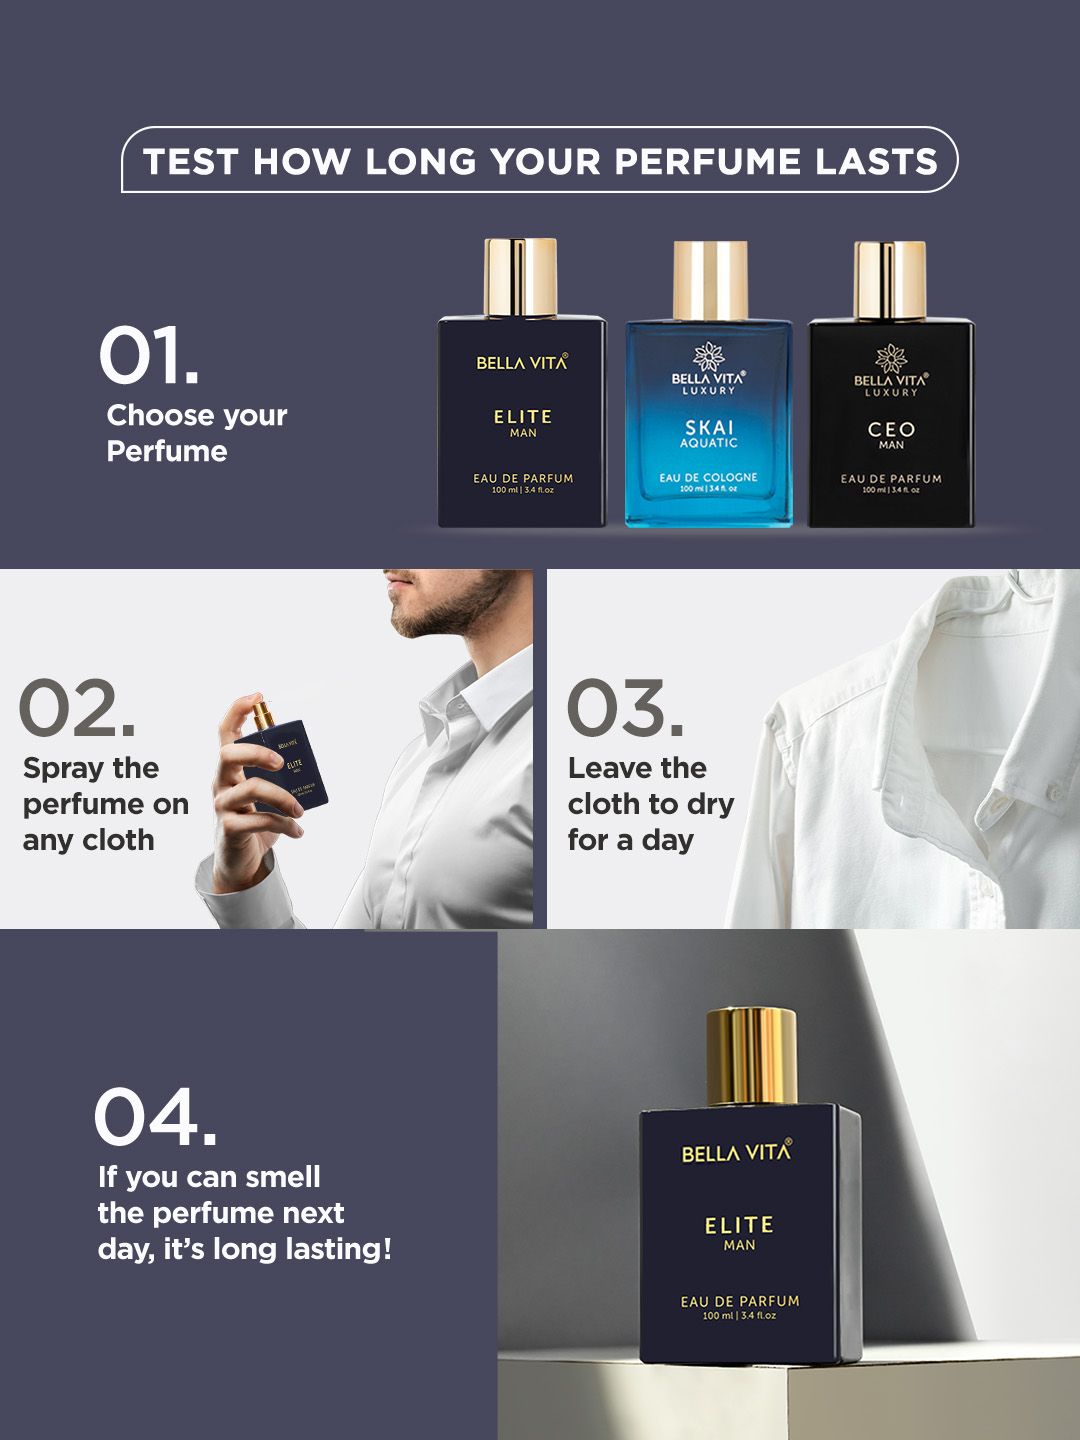 TEST HOW LONG YOUR PERFUME LASTS
01.
Choose your
Perfume
BELLA VITA®
ELITE
MAN
EAU DE PARFUM
100 ml | 3.4 fl.oz
BELLA VITA®
LUXURY
SKAI
AQUATIC
EAU DE COLOGNE
100 ml | 3.4 fl. oz
BELLA VITA®
LUXURY
CEO
MAN
EAU DE PARFUM
100 ml | 3.4 fl. oz
02.
Spray the
perfume on
any cloth
BELLA VITA
ELITE
MAN
EAU DE PARFUM
03.
Leave the
cloth to dry
for a day
04.
If you can smell
the perfume next
day, it's long lasting!
BELLA VITA®
ELITE
MAN
EAU DE PARFUM
100 ml | 3.4 fl.oz